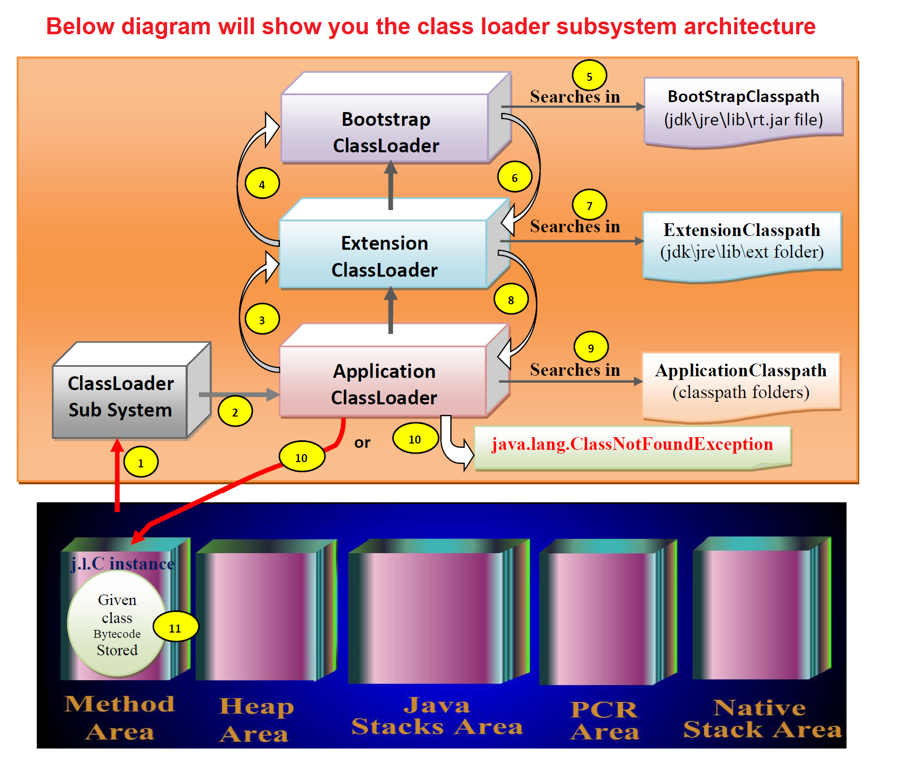 Below diagram will show you the class loader subsystem architecture
5
Searches in
BootStrapClasspath
(jdk\jre\lib\rt.jar file)
Bootstrap
ClassLoader
4
6
7
Searches in
ExtensionClasspath
(jdk\jre\lib\ext folder)
Extension
ClassLoader
3
8
9
Searches in
ApplicationClasspath
(classpath folders)
Application
ClassLoader
ClassLoader
Sub System
2
1
10
or
10
java.lang.ClassNotFoundException
j.l.C instance
Given
class
Bytecode
Stored
11
Method
Area
Heap
Area
Java
Stacks Area
PCR
Area
Native
Stack Area